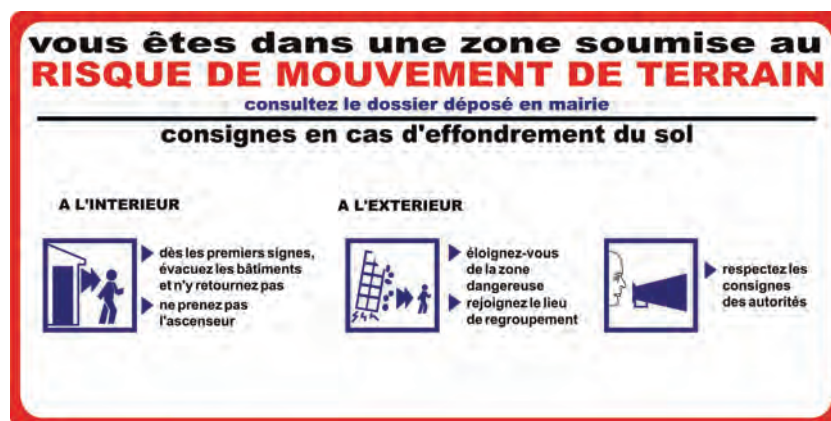 vous êtes dans une zone soumise au
RISQUE DE MOUVEMENT DE TERRAIN
consultez le dossier déposé en mairie
consignes en cas d'effondrement du sol
A L'INTERIEUR
dès les premiers signes,
évacuez les bâtiments
et n'y retournez pas
ne prenez pas
l'ascenseur
A L'EXTERIEUR
éloignez-vous
de la zone
dangereuse
rejoignez le lieu
de regroupement
respectez les
consignes
des autorités